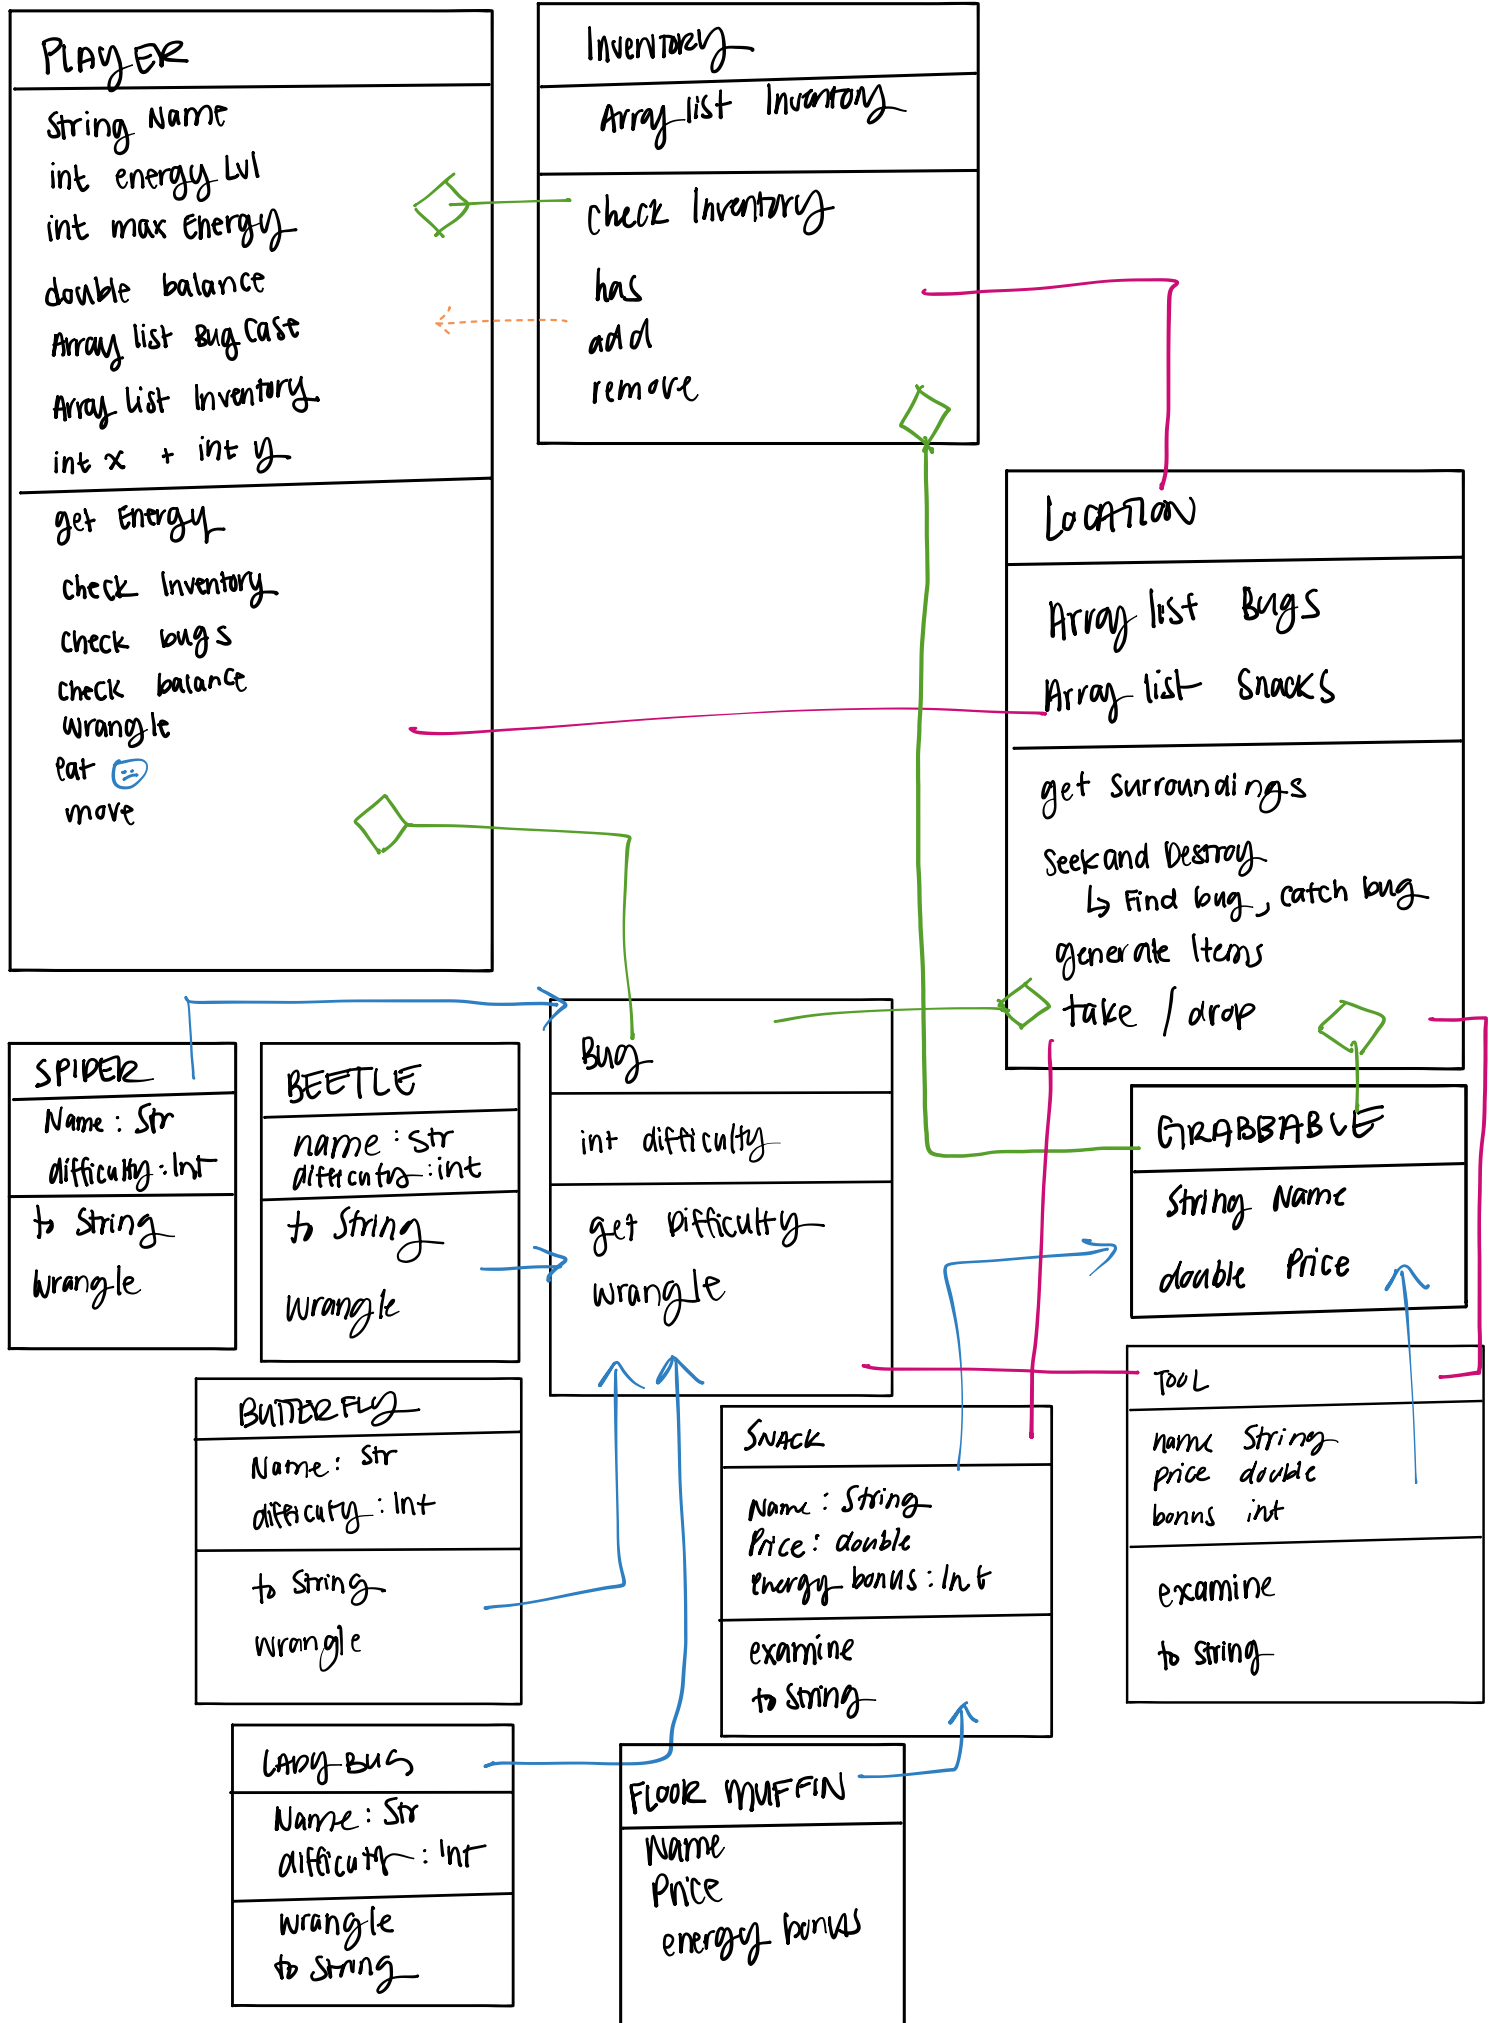 PLAYER
String Name
int energy Lvl
int max Energy
double balance
Array list Bug Case
Array List Inventory
int x + int y
get Energy
check Inventory
check bugs
check balance
wrangle
eat
move
Inventory
Array list Inventory
check Inventory
has
add
remove
LOCATION
Array list Bugs
Array list Snacks
get Surroundings
Seek and Destroy
↳ Find bug, catch bug
generate Items
take / drop
SPIDER
Name : Str
difficulty : Int
to String
wrangle
BEETLE
name : Str
difficulty : int
to String
wrangle
Bug
int difficulty
get Difficulty
wrangle
GRABBABLE
String Name
double Price
BUTTERFLY
Name : Str
difficulty : Int
to String
wrangle
SNACK
Name : String
Price : double
energy bonus : Int
examine
to String
TOOL
name String
price double
bonus int
examine
to string
LADYBUG
Name : Str
difficulty : Int
wrangle
to string
FLOOR MUFFIN
Name
Price
energy bonus